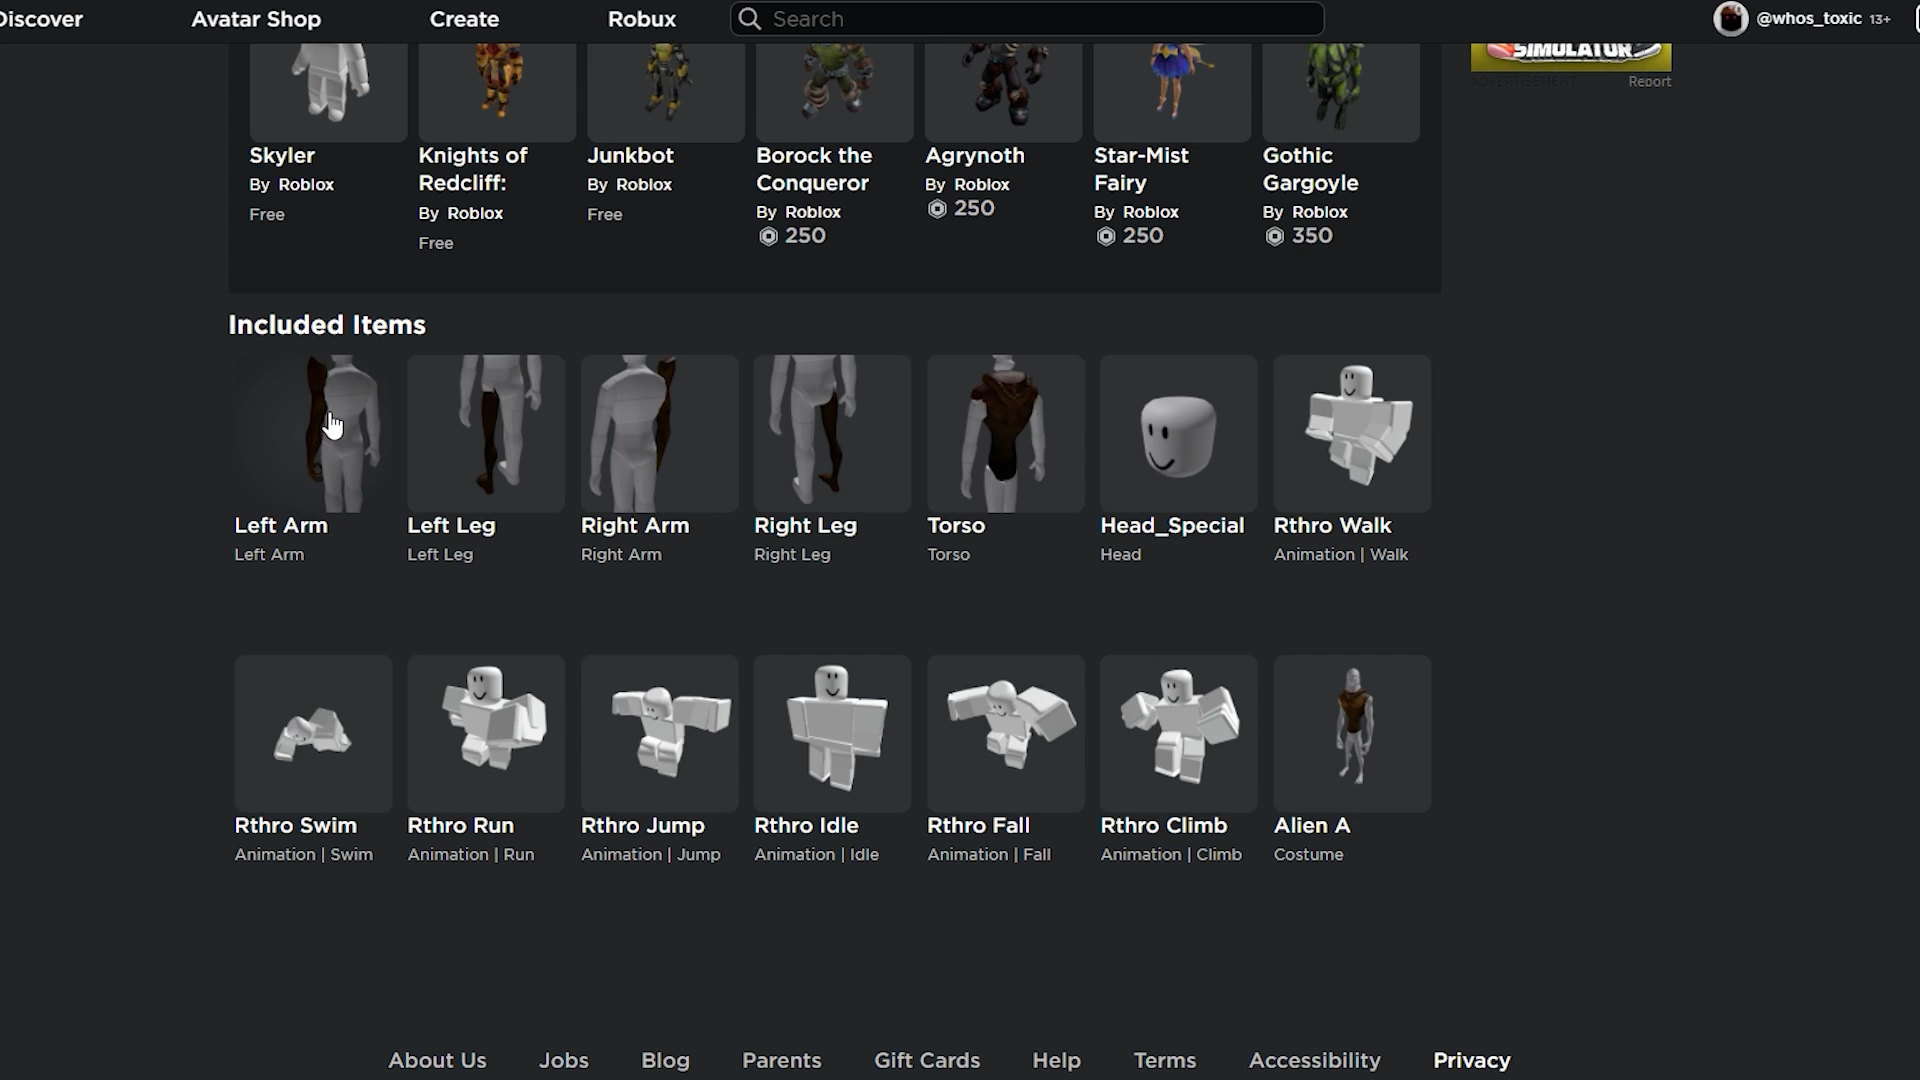 Discover
Avatar Shop
Create
Robux
Search
@whos_toxic 13+
SIMULATOR
ADVERTISEMENT
Report
Skyler
By Roblox
Free
Knights of
Redcliff:
By Roblox
Free
Junkbot
By Roblox
Free
Borock the
Conqueror
By Roblox
250
Agrynoth
By Roblox
250
Star-Mist
Fairy
By Roblox
250
Gothic
Gargoyle
By Roblox
350
Included Items
Left Arm
Left Arm
Left Leg
Left Leg
Right Arm
Right Arm
Right Leg
Right Leg
Torso
Torso
Head_Special
Head
Rthro Walk
Animation | Walk
Rthro Swim
Animation | Swim
Rthro Run
Animation | Run
Rthro Jump
Animation | Jump
Rthro Idle
Animation | Idle
Rthro Fall
Animation | Fall
Rthro Climb
Animation | Climb
Alien A
Costume
About Us
Jobs
Blog
Parents
Gift Cards
Help
Terms
Accessibility
Privacy